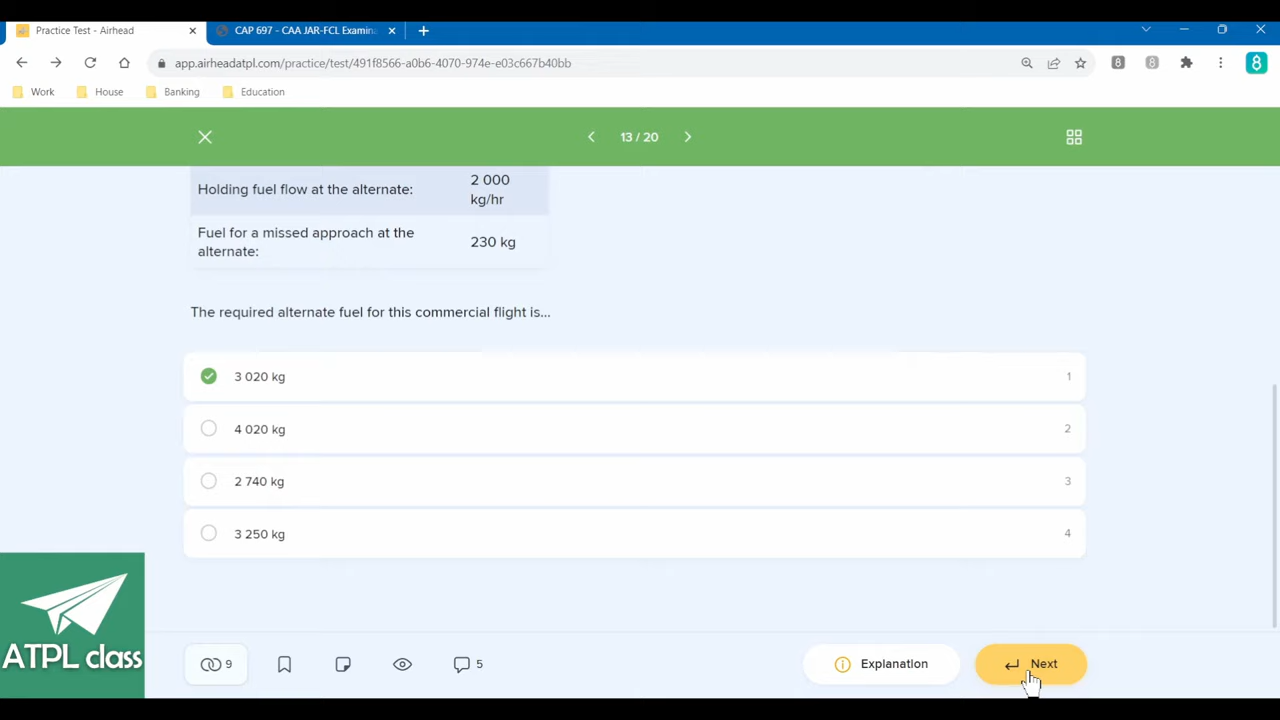 Practice Test - Airhead
CAP 697 - CAA JAR-FCL Examina
app.airheadatpl.com/practice/test/491f8566-a0b6-4070-974e-e03c667b40bb
Work House Banking Education
13 / 20
Holding fuel flow at the alternate: 2 000
kg/hr
Fuel for a missed approach at the
alternate: 230 kg
The required alternate fuel for this commercial flight is...
3 020 kg 1
4 020 kg 2
2 740 kg 3
3 250 kg 4
ATPL class
9 5 Explanation Next